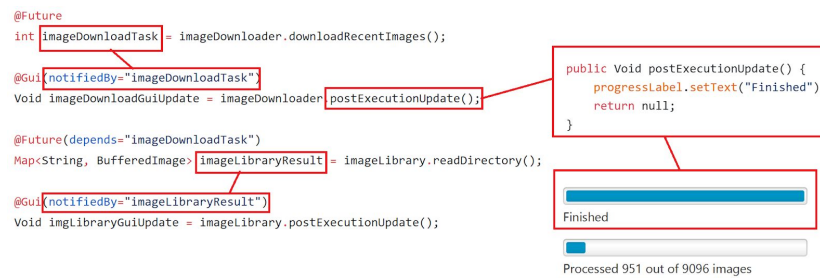 @Future
int imageDownloadTask = imageDownloader.downloadRecentImages();
@Gui(notifiedBy="imageDownloadTask")
Void imageDownloadGuiUpdate = imageDownloader.postExecutionUpdate();
@Future(depends="imageDownloadTask")
Map<String, BufferedImage> imageLibraryResult = imageLibrary.readDirectory();
@Gui(notifiedBy="imageLibraryResult")
Void imgLibraryGuiUpdate = imageLibrary.postExecutionUpdate();
public Void postExecutionUpdate() {
progressLabel.setText("Finished")
return null;
}
Finished
Processed 951 out of 9096 images